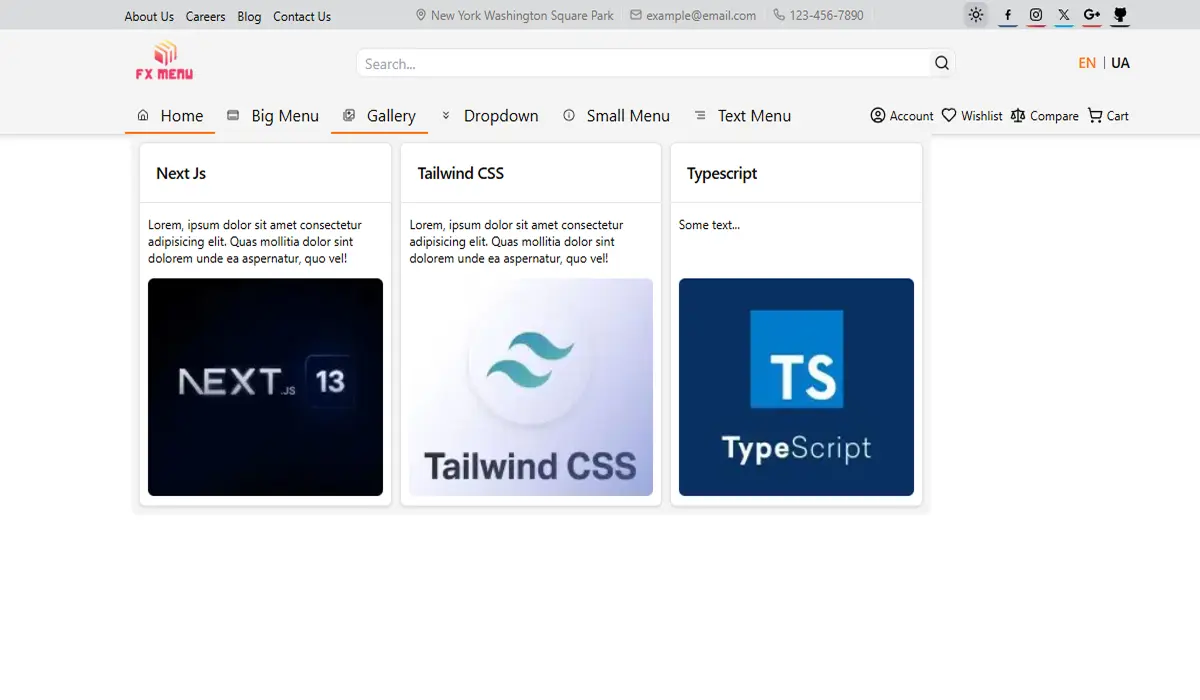 About Us Careers Blog Contact Us New York Washington Square Park example@email.com 123-456-7890
FX MENU
Search...
EN | UA
Home Big Menu Gallery Dropdown Small Menu Text Menu Account Wishlist Compare Cart
Next Js
Lorem, ipsum dolor sit amet consectetur
adipisicing elit. Quas mollitia dolor sint
dolorem unde ea aspernatur, quo vel!
NEXT.JS 13
Tailwind CSS
Lorem, ipsum dolor sit amet consectetur
adipisicing elit. Quas mollitia dolor sint
dolorem unde ea aspernatur, quo vel!
Tailwind CSS
Typescript
Some text...
TS
TypeScript